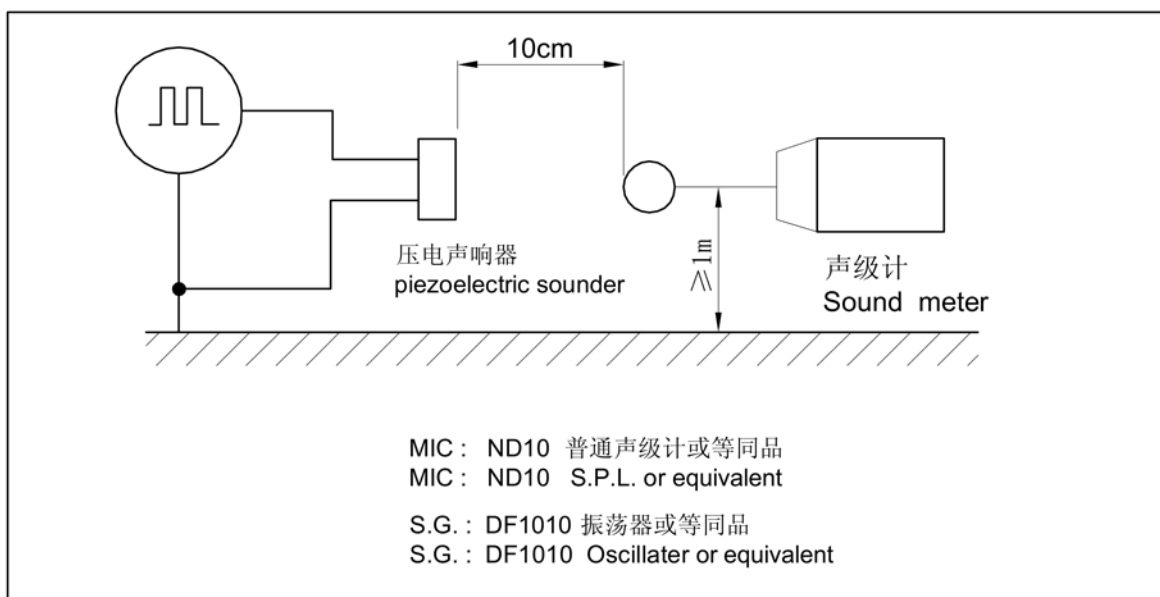 10cm
压电声响器
piezoelectric sounder
≥1m
声级计
Sound meter
MIC : ND10 普通声级计或等同品
MIC : ND10 S.P.L. or equivalent
S.G. : DF1010 振荡器或等同品
S.G. : DF1010 Oscillater or equivalent